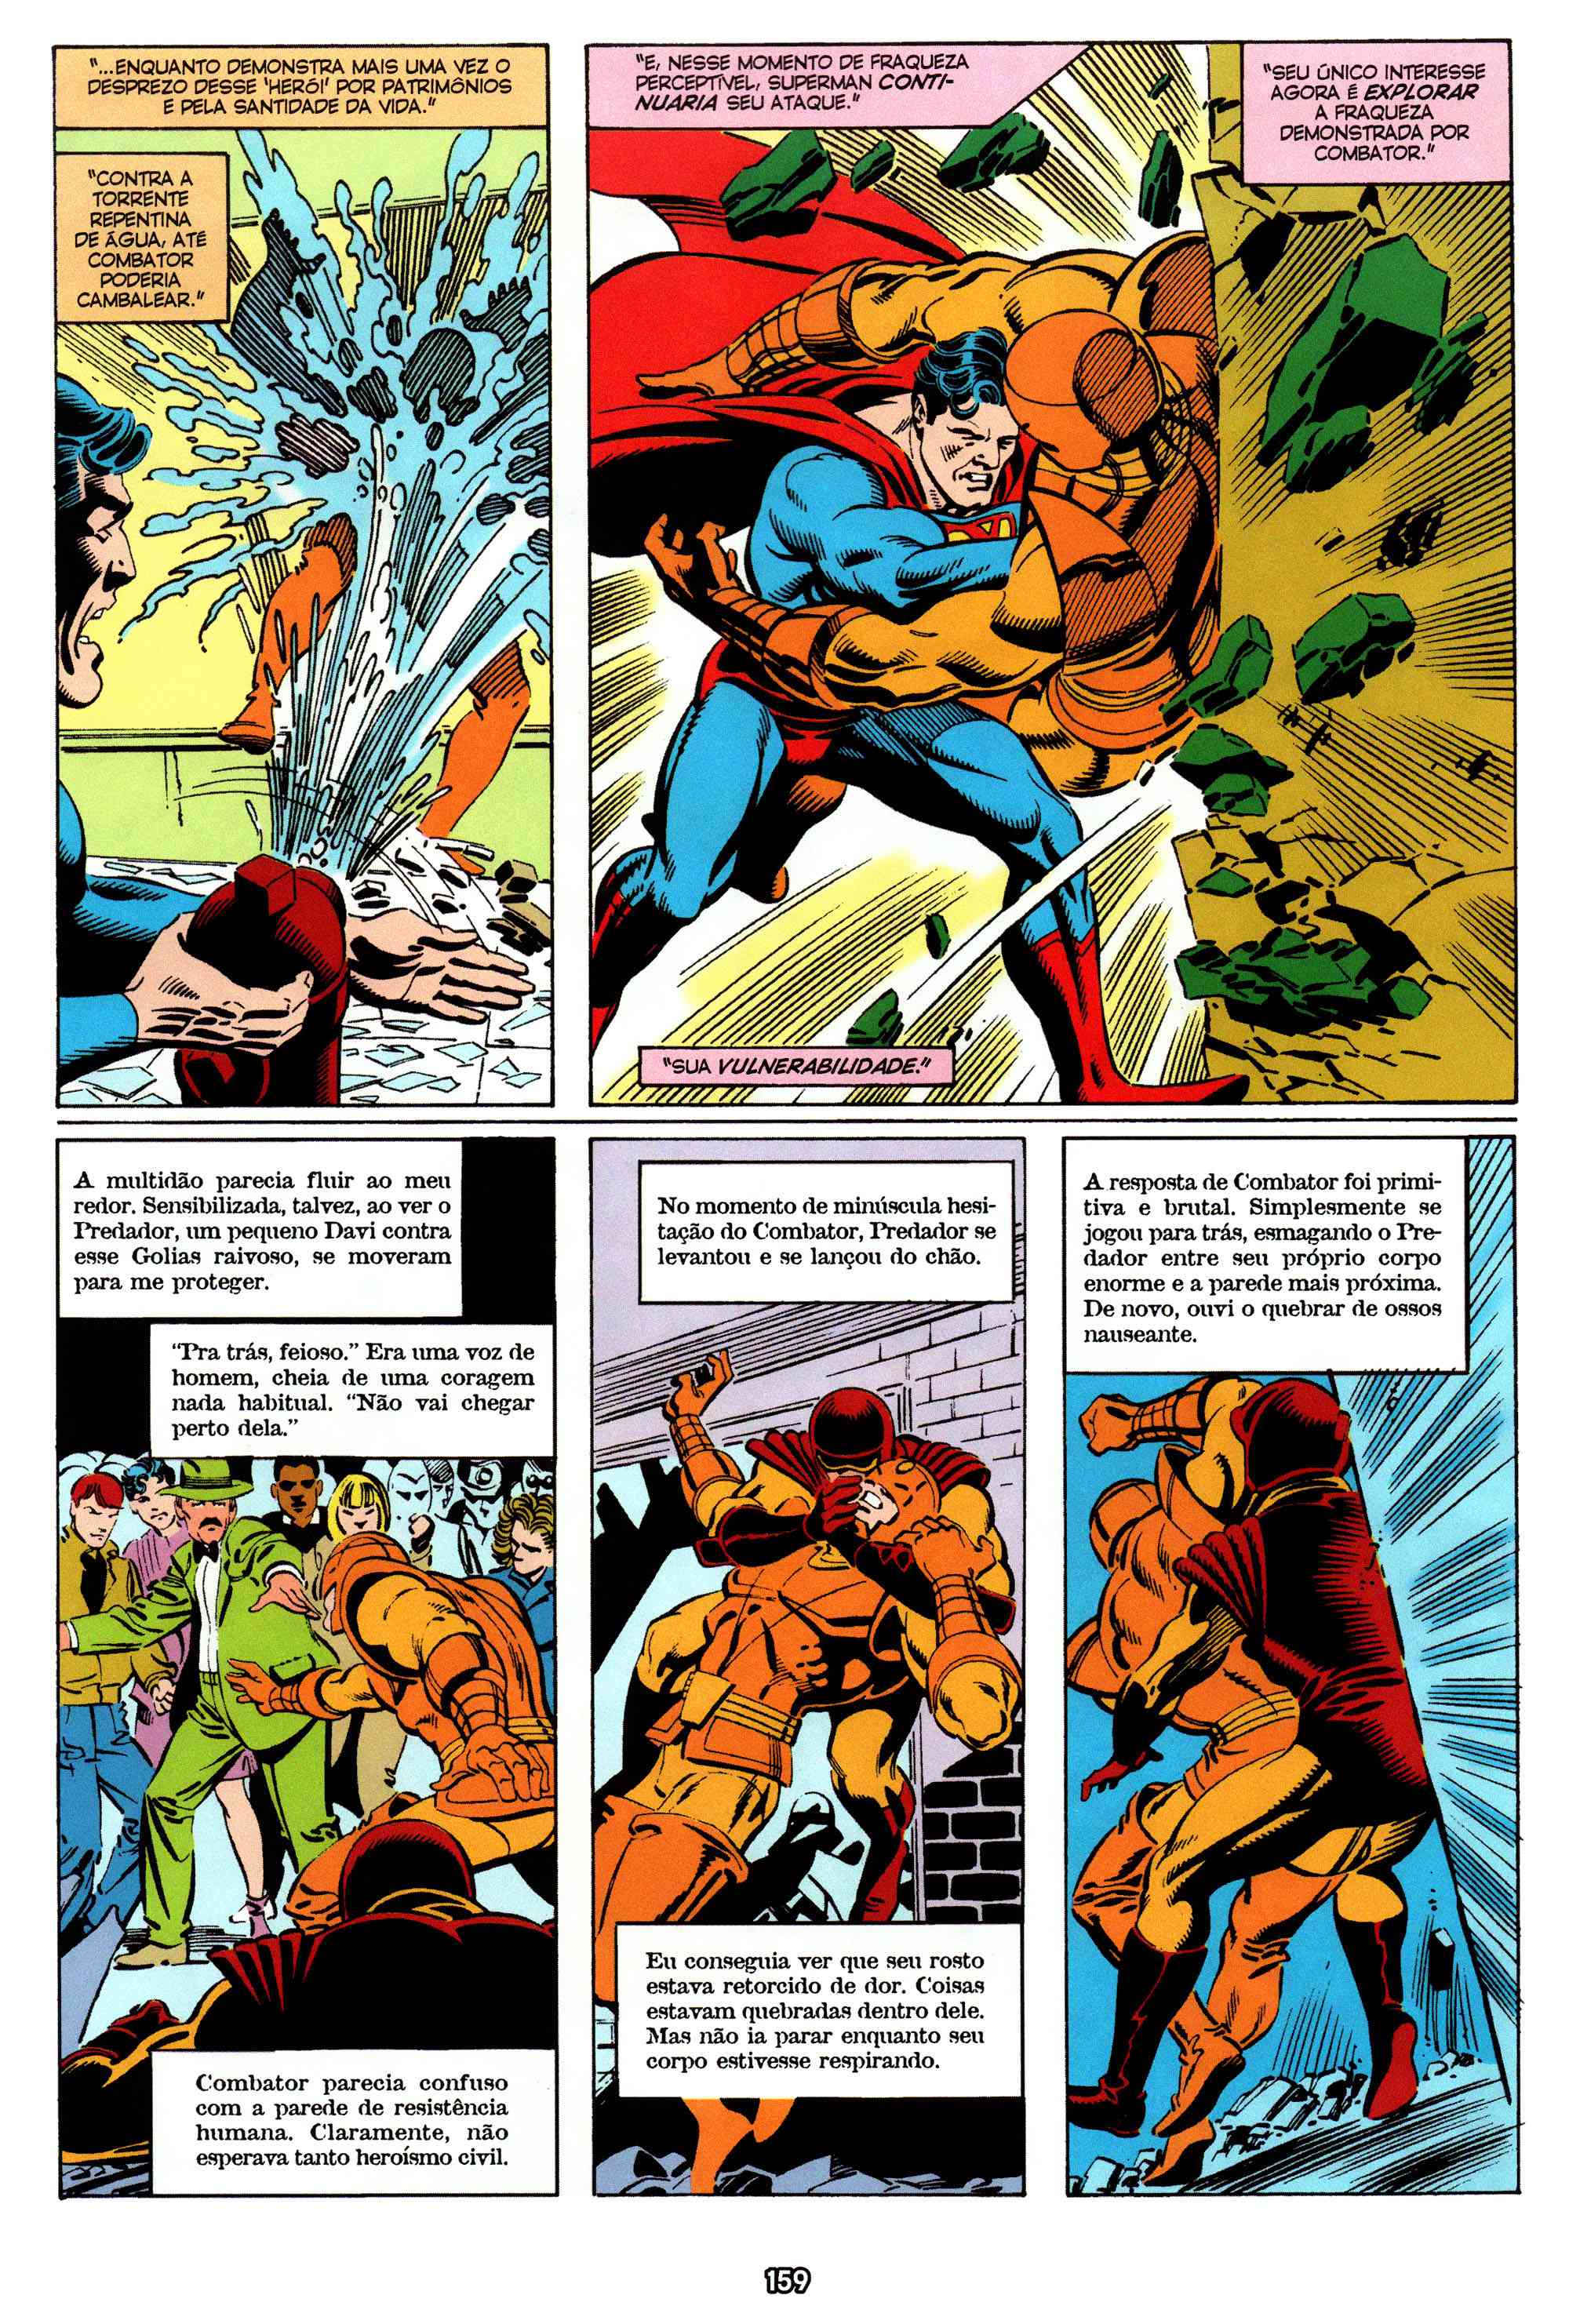 "...ENQUANTO DEMONSTRA MAIS UMA VEZ O
DESPREZO DESSE 'HERÓI' POR PATRIMÔNIOS
E PELA SANTIDADE DA VIDA."
"CONTRA A
TORRENTE
REPENTINA
DE ÁGUA, ATÉ
COMBATOR
PODERIA
CAMBALEAR."
"E, NESSE MOMENTO DE FRAQUEZA
PERCEPTÍVEL, SUPERMAN CONTI-
NUARIA SEU ATAQUE."
"SEU ÚNICO INTERESSE
AGORA É EXPLORAR
A FRAQUEZA
DEMONSTRADA POR
COMBATOR."
"SUA VULNERABILIDADE."
A multidão parecia fluir ao meu
redor. Sensibilizada, talvez, ao ver o
Predador, um pequeno Davi contra
esse Golias raivoso, se moveram
para me proteger.
"Pra trás, feioso." Era uma voz de
homem, cheia de uma coragem
nada habitual. "Não vai chegar
perto dela."
Combator parecia confuso
com a parede de resistência
humana. Claramente, não
esperava tanto heroísmo civil.
No momento de minúscula hesi-
tação do Combator, Predador se
levantou e se lançou do chão.
Eu conseguia ver que seu rosto
estava retorcido de dor. Coisas
estavam quebradas dentro dele.
Mas não ia parar enquanto seu
corpo estivesse respirando.
A resposta de Combator foi primi-
tiva e brutal. Simplesmente se
jogou para trás, esmagando o Pre-
dador entre seu próprio corpo
enorme e a parede mais próxima.
De novo, ouvi o quebrar de ossos
nauseante.
159